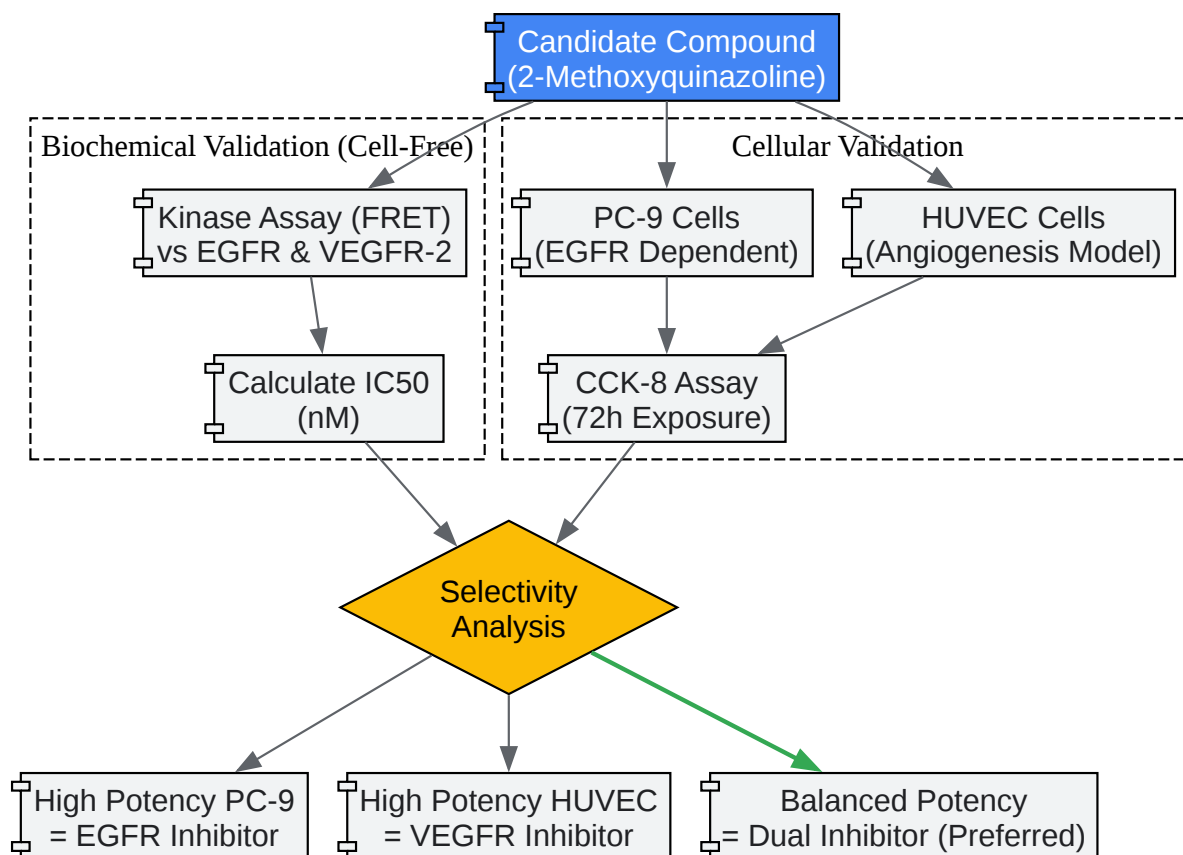 Candidate Compound
(2-Methoxyquinazoline)
Biochemical Validation (Cell-Free)
Cellular Validation
Kinase Assay (FRET)
vs EGFR & VEGFR-2
PC-9 Cells
(EGFR Dependent)
HUVEC Cells
(Angiogenesis Model)
Calculate IC50
(nM)
CCK-8 Assay
(72h Exposure)
Selectivity
Analysis
High Potency PC-9
= EGFR Inhibitor
High Potency HUVEC
= VEGFR Inhibitor
Balanced Potency
= Dual Inhibitor (Preferred)